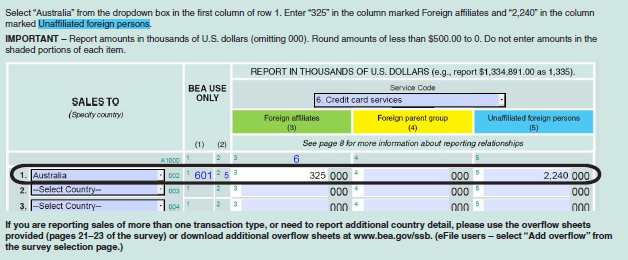 Select “Australia” from the dropdown box in the first column of row 1. Enter “325” in the column marked Foreign affiliates and “2,240” in the column
marked Unaffiliated foreign persons.
IMPORTANT – Report amounts in thousands of U.S. dollars (omitting 000). Round amounts of less than $500.00 to 0. Do not enter amounts in the
shaded portions of each item.
REPORT IN THOUSANDS OF U.S. DOLLARS (e.g., report $1,334,891.00 as 1,335).
SALES TO
(Specify country)
BEA USE
ONLY
Service Code
6. Credit card services
Foreign affiliates
(3)
Foreign parent group
(4)
Unaffiliated foreign persons
(5)
(1) (2)
See page 8 for more information about reporting relationships
A1000 1 2 3 6 4 5
1. Australia 002 1 601 2 5 3 325 000 4 000 5 2,240 000
2. --Select Country-- 003 1 2 3 000 4 000 5 000
3. --Select Country-- 004 1 2 3 000 4 000 5 000
If you are reporting sales of more than one transaction type, or need to report additional country detail, please use the overflow sheets
provided (pages 21–23 of the survey) or download additional overflow sheets at www.bea.gov/ssb. (eFile users – select “Add overflow” from
the survey selection page.)